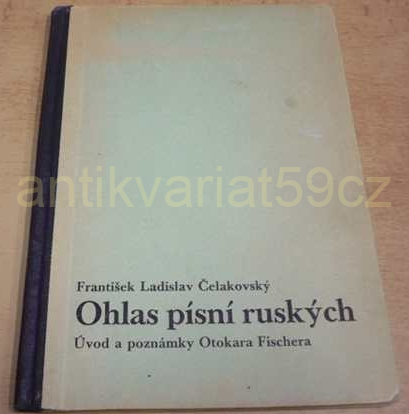 antikvariat59cz
František Ladislav Čelakovský
Ohlas písní ruských
Úvod a poznámky Otokara Fischera